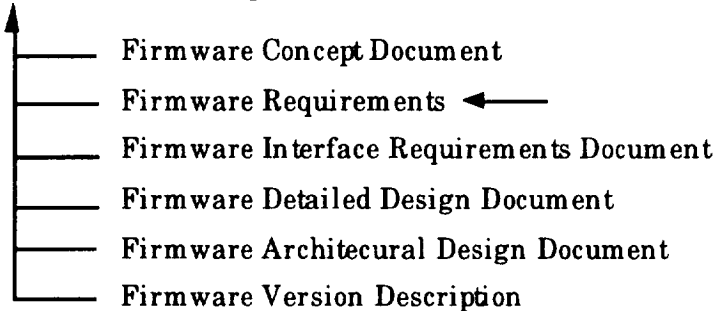 Firmware Concept Document
Firmware Requirements
Firmware Interface Requirements Document
Firmware Detailed Design Document
Firmware Architecural Design Document
Firmware Version Description